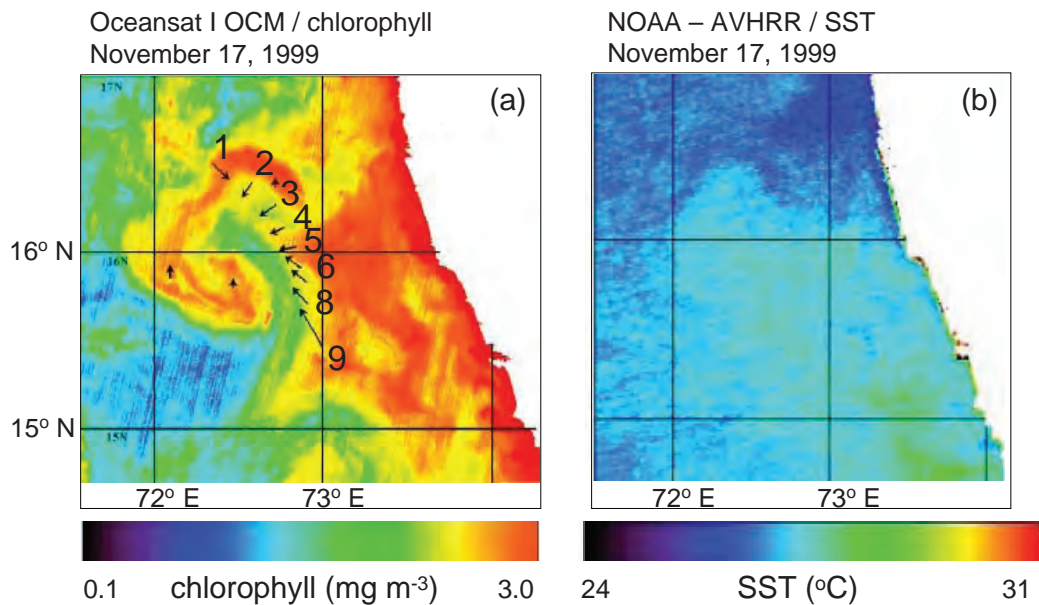 Oceansat I OCM / chlorophyll
November 17, 1999
NOAA – AVHRR / SST
November 17, 1999
17N
(a)
(b)
1
2
3
4
5
6
8
9
16° N
16N
15° N
15N
72° E
73° E
72° E
73° E
0.1
chlorophyll (mg m-3)
3.0
24
SST (°C)
31